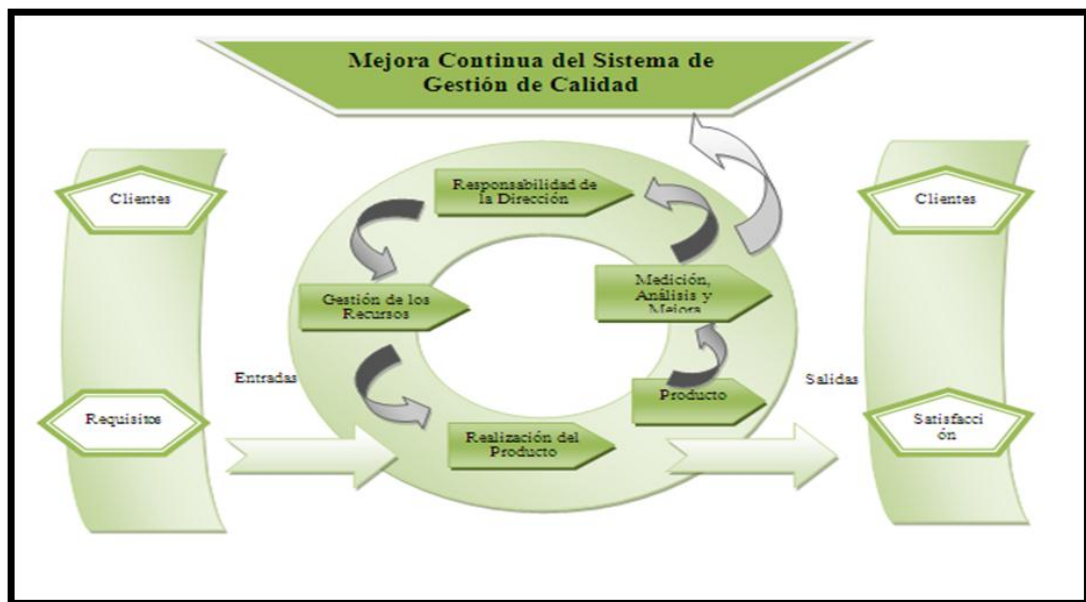 Mejora Continua del Sistema de
Gestión de Calidad
Clientes
Responsabilidad de
la Dirección
Clientes
Gestión de los
Recursos
Medición,
Análisis y
Mejora
Entradas
Salidas
Producto
Requisitos
Realización del
Producto
Satisfacci
ón